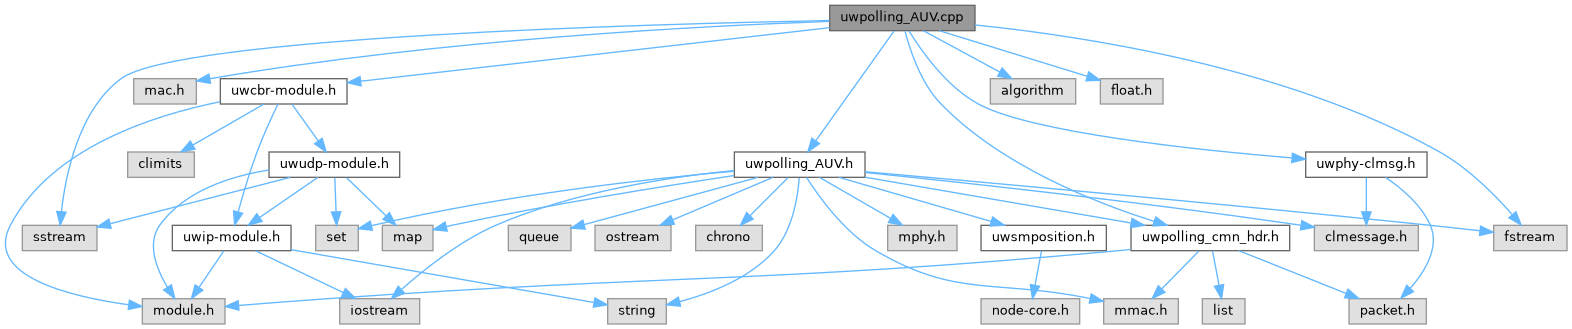 uwpolling_AUV.cpp
mac.h
uwcbr-module.h
algorithm
float.h
climits
uwudp-module.h
uwpolling_AUV.h
uwphy-clmsg.h
sstream
uwip-module.h
set
map
queue
ostream
chrono
mphy.h
uwsmposition.h
uwpolling_cmn_hdr.h
clmessage.h
fstream
module.h
iostream
string
node-core.h
mmac.h
list
packet.h